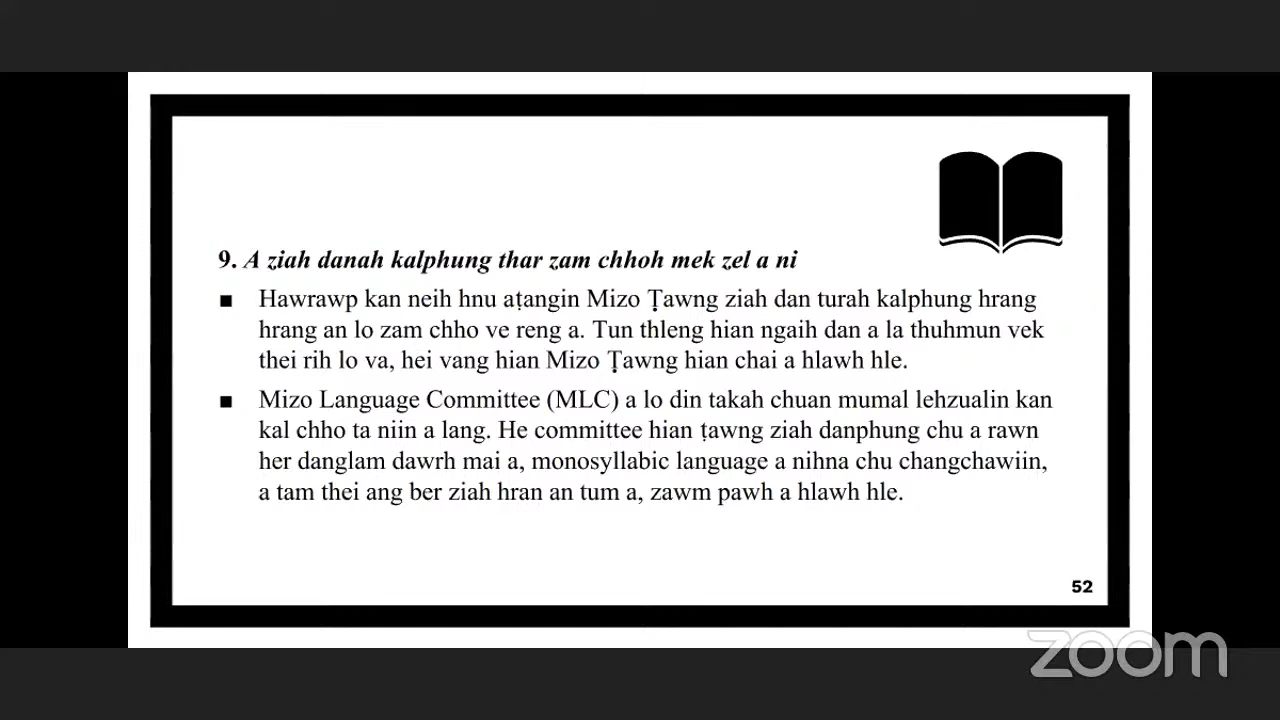 9. A ziah danah kalphung thar zam chhoh mek zel a ni
■ Hawrawp kan neih hnu aṭangin Mizo Ṭawng ziah dan turah kalphung hrang
hrang an lo zam chho ve reng a. Tun thleng hian ngaih dan a la thuhmun vek
thei rih lo va, hei vang hian Mizo Ṭawng hian chai a hlawh hle.
■ Mizo Language Committee (MLC) a lo din takah chuan mumal lehzualin kan
kal chho ta niin a lang. He committee hian ṭawng ziah danphung chu a rawn
her danglam dawrh mai a, monosyllabic language a nihna chu changchawiin,
a tam thei ang ber ziah hran an tum a, zawm pawh a hlawh hle.
52
zoom